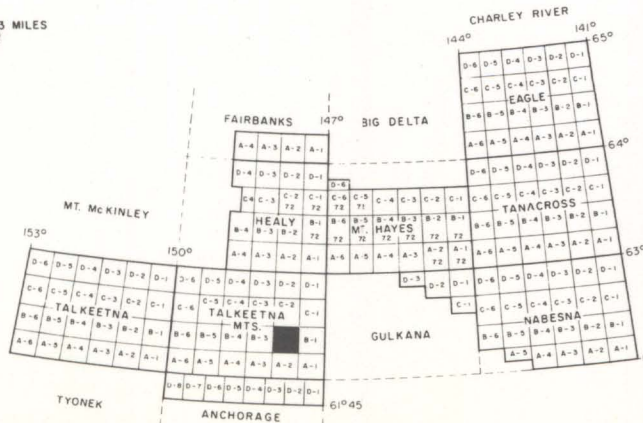 3 MILES
CHARLEY RIVER
144° 141°
65°
D-6 D-5 D-4 D-3 D-2 D-1
C-6 C-5 C-4 C-3 C-2 C-1
EAGLE
B-6 B-5 B-4 B-3 B-2 B-1
A-6 A-5 A-4 A-3 A-2 A-1
64°
FAIRBANKS 147° BIG DELTA
A-4 A-3 A-2 A-1
D-4 D-3 D-2 D-1
C4 C-3 C-2 C-1
72 72
HEALY
B-4 B-3 B-2 B-1
72
A-4 A-3 A-2 A-1
D-6
C-6 C-5 C-4 C-3 C-2 C-1
72 71
B-6 B-5 B-4 B-3 B-2 B-1
MT. HAYES
72 72 72 72 72 72
A-6 A-5 A-4 A-3 A-2 A-1
72 72
D-6 D-5 D-4 D-3 D-2 D-1
C-6 C-5 C-4 C-3 C-2 C-1
TANACROSS
B-6 B-5 B-4 B-3 B-2 B-1
A-6 A-5 A-4 A-3 A-2 A-1
63°
MT. McKINLEY
153° 150°
D-6 D-5 D-4 D-3 D-2 D-1
C-6 C-5 C-4 C-3 C-2 C-1
TALKEETNA
B-6 B-5 B-4 B-3 B-2 B-1
A-6 A-5 A-4 A-3 A-2 A-1
TYONEK
D-6 D-5 D-4 D-3 D-2 D-1
C-6 C-5 C-4 C-3 C-2 C-1
TALKEETNA
MTS.
B-6 B-5 B-4 B-3 B-1
A-6 A-5 A-4 A-3 A-2 A-1
D-8 D-7 D-6 D-5 D-4 D-3 D-2 D-1
61°45
ANCHORAGE
D-3 D-2 D-1
C-1
GULKANA
D-6 D-5 D-4 D-3 D-2 D-1
C-6 C-5 C-4 C-3 C-2 C-1
NABESNA
B-6 B-5 B-4 B-3 B-2 B-1
A-5 A-4 A-3 A-2 A-1